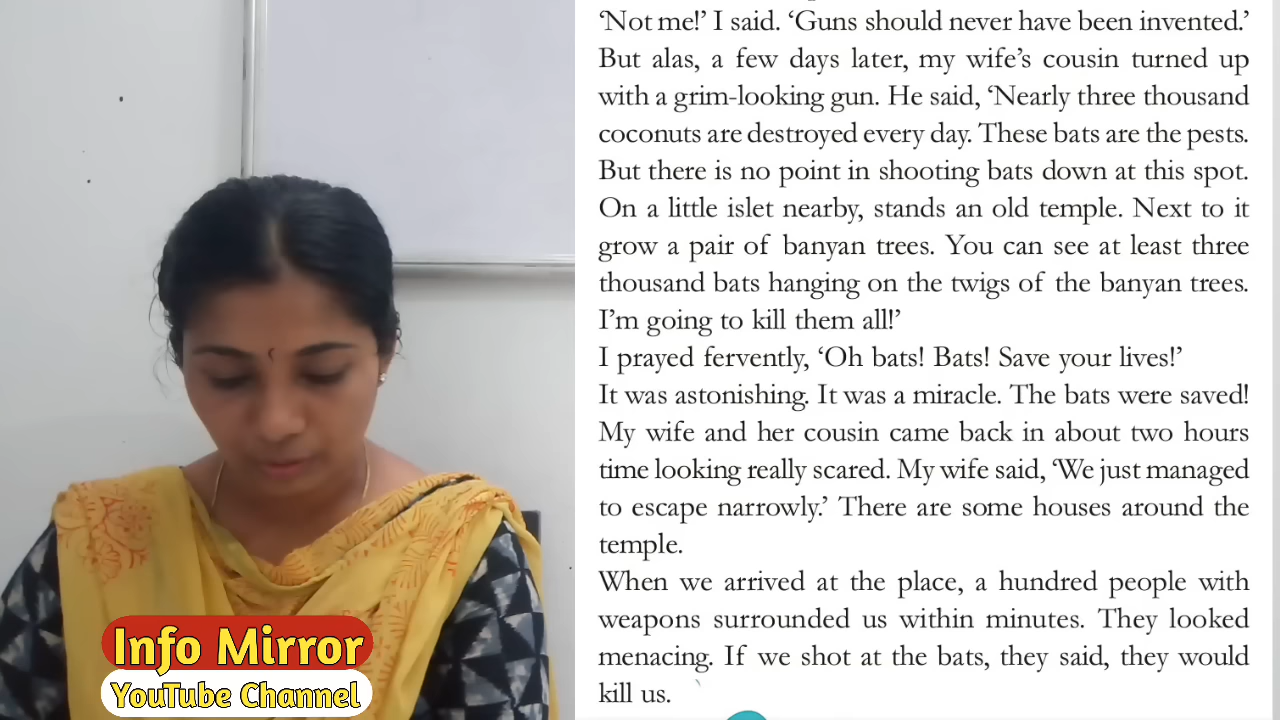 ‘Not me!’ I said. ‘Guns should never have been invented.’
But alas, a few days later, my wife’s cousin turned up
with a grim-looking gun. He said, ‘Nearly three thousand
coconuts are destroyed every day. These bats are the pests.
But there is no point in shooting bats down at this spot.
On a little islet nearby, stands an old temple. Next to it
grow a pair of banyan trees. You can see at least three
thousand bats hanging on the twigs of the banyan trees.
I’m going to kill them all!’
I prayed fervently, ‘Oh bats! Bats! Save your lives!’
It was astonishing. It was a miracle. The bats were saved!
My wife and her cousin came back in about two hours
time looking really scared. My wife said, ‘We just managed
to escape narrowly.’ There are some houses around the
temple.
When we arrived at the place, a hundred people with
weapons surrounded us within minutes. They looked
menacing. If we shot at the bats, they said, they would
kill us.
Info Mirror
YouTube Channel